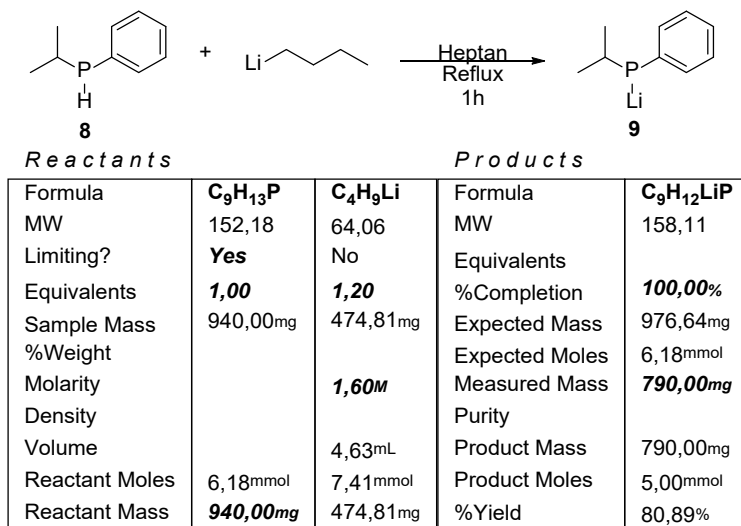 P
H
8
+
Li
Heptan
Reflux
1h
P
Li
9
Reactants
Products
Formula C9H13P C4H9Li Formula C9H12LiP
MW 152,18 64,06 MW 158,11
Limiting? Yes No Equivalents
Equivalents 1,00 1,20 %Completion 100,00%
Sample Mass 940,00mg 474,81mg Expected Mass 976,64mg
%Weight Expected Moles 6,18mmol
Molarity 1,60M Measured Mass 790,00mg
Density Purity
Volume 4,63mL Product Mass 790,00mg
Reactant Moles 6,18mmol 7,41mmol Product Moles 5,00mmol
Reactant Mass 940,00mg 474,81mg %Yield 80,89%